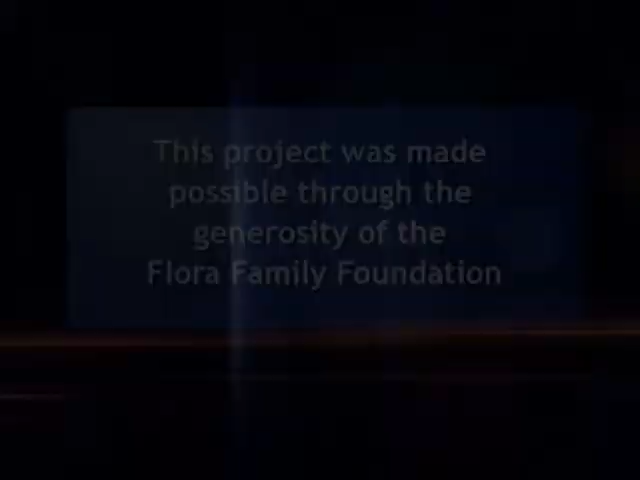 This project was made
possible through the
generosity of the
Flora Family Foundation